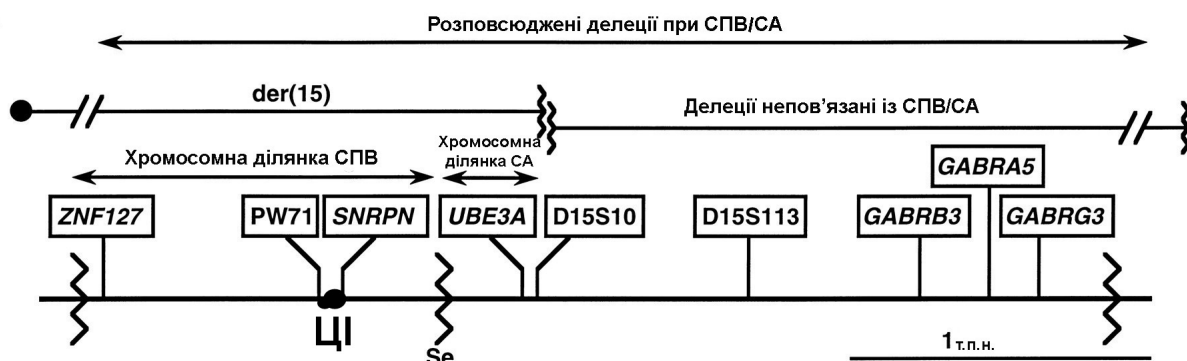 Розповсюджені делеції при СПВ/СА
der(15)
Делеції непов’язані із СПВ/СА
Хромосомна ділянка СПВ
Хромосомна
ділянка СА
GABRA5
ZNF127
PW71
SNRPN
UBE3A
D15S10
D15S113
GABRB3
GABRG3
ЦІ
Se
1т.п.н.